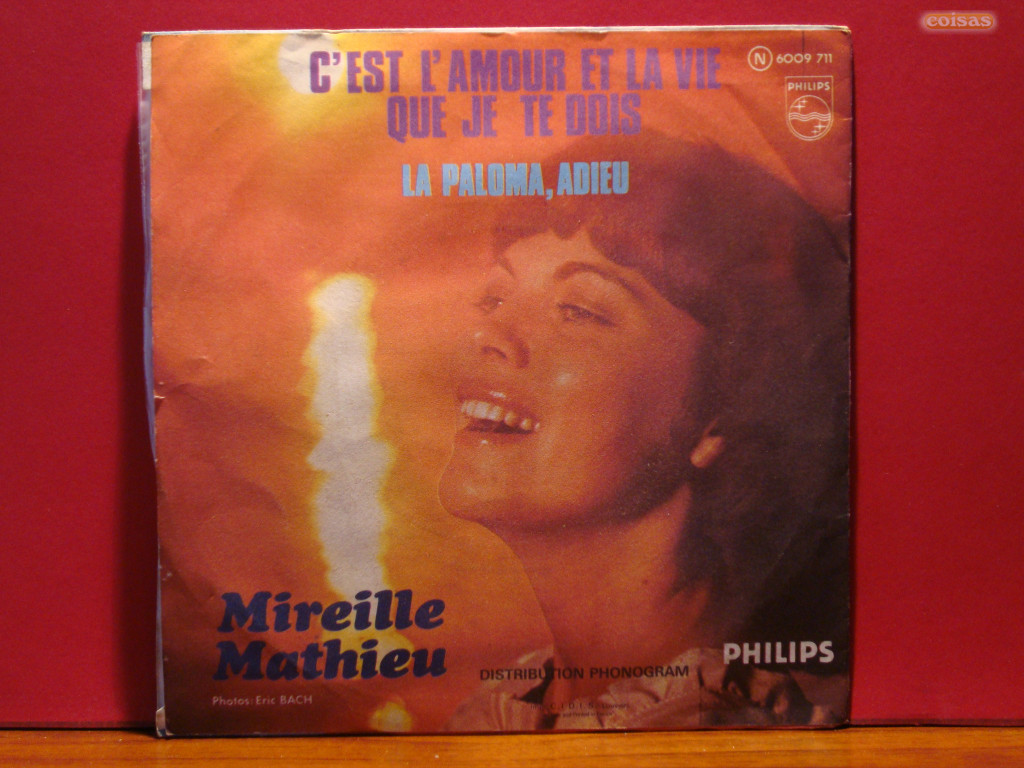 coisas
C'EST L'AMOUR ET LA VIE
QUE JE TE DOIS
N 6009 711
PHILIPS
LA PALOMA, ADIEU
Mireille
Mathieu
DISTRIBUTION PHONOGRAM
PHILIPS
Photos: Eric BACH